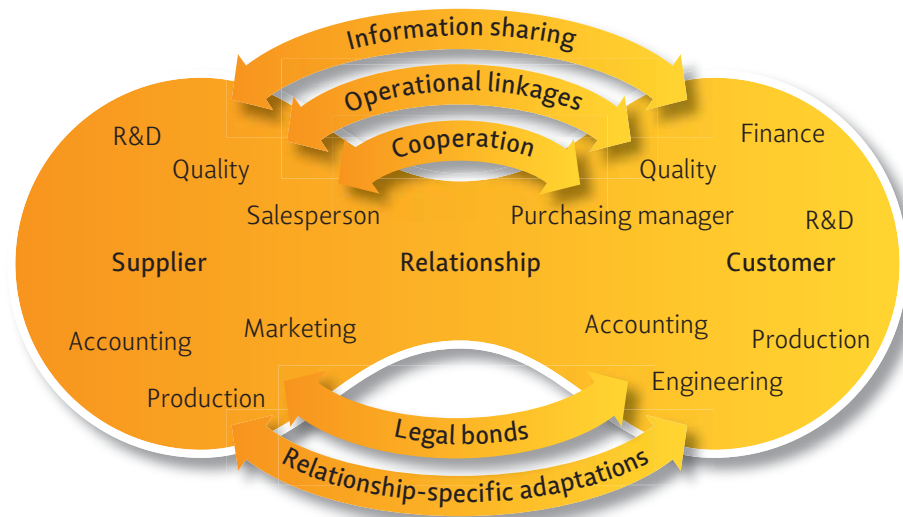 Information sharing
Operational linkages
Cooperation
R&D
Finance
Quality
Quality
Salesperson
Purchasing manager
R&D
Supplier
Relationship
Customer
Marketing
Accounting
Accounting
Production
Engineering
Production
Legal bonds
Relationship-specific adaptations